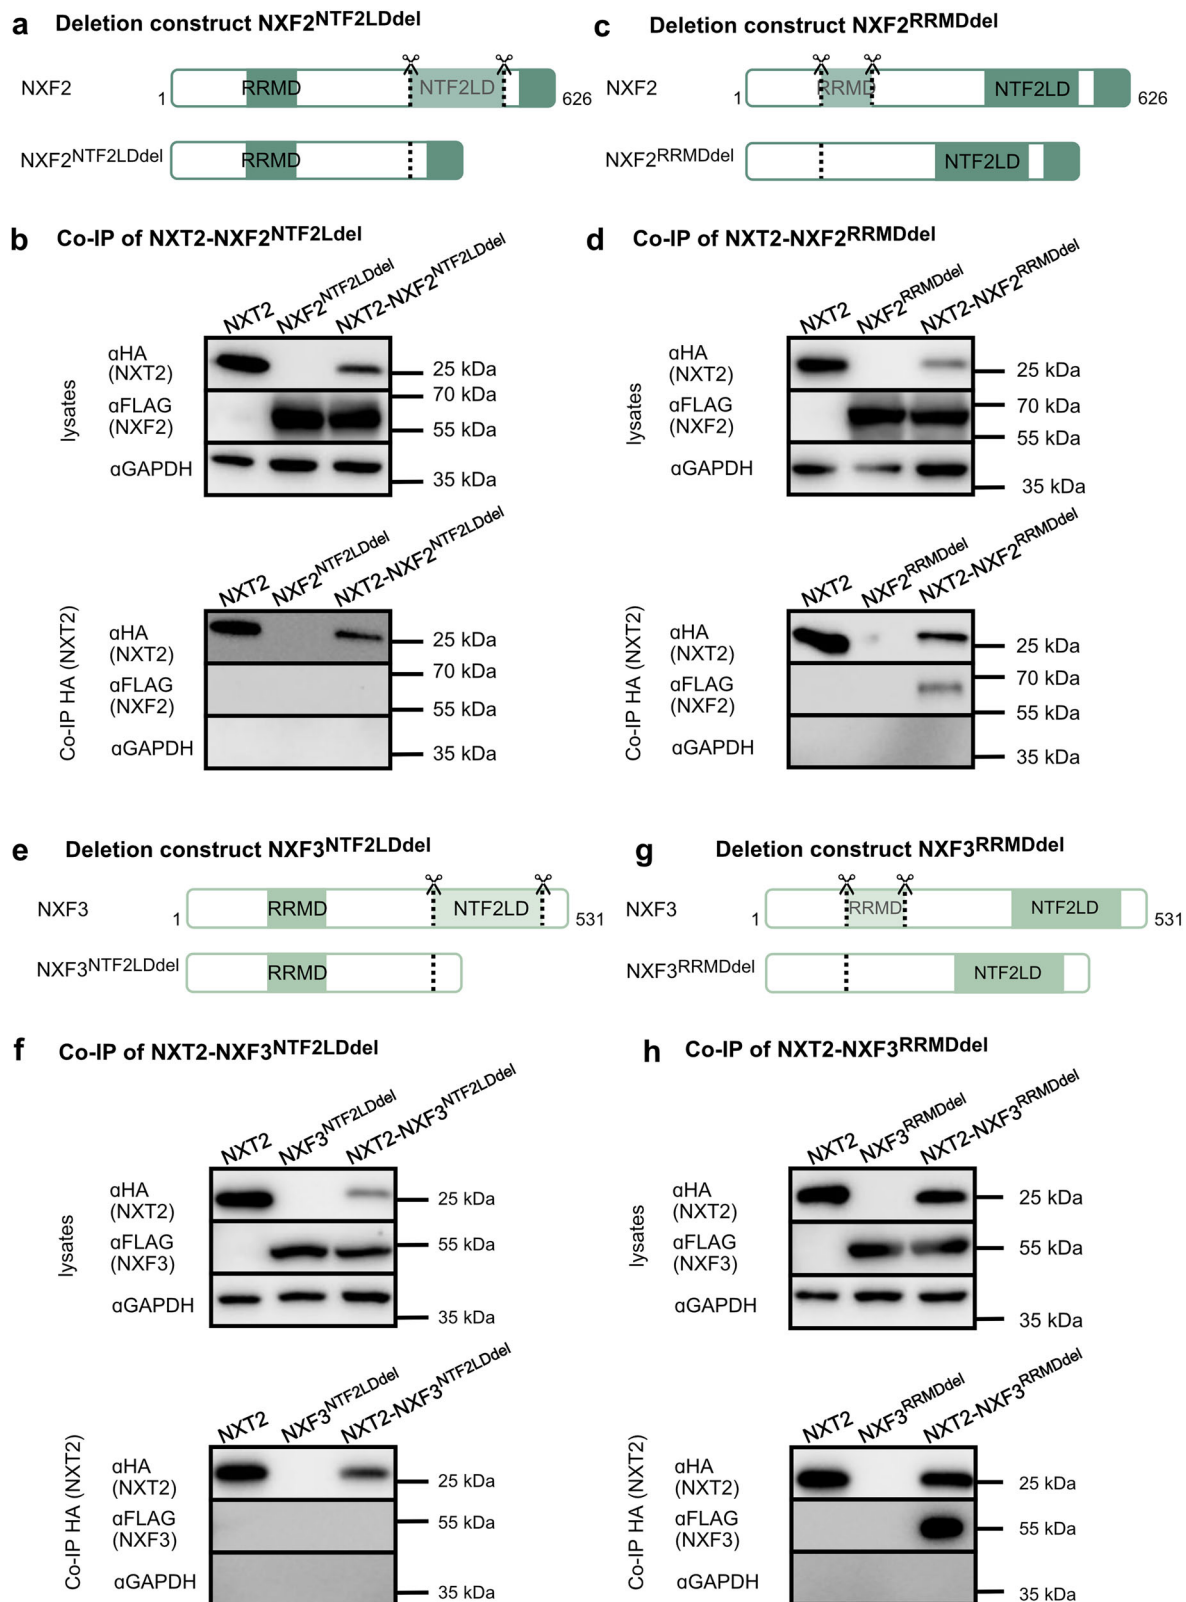 a Deletion construct NXF2NTF2LDdel
NXF2 1 RRMD NTF2LD 626
NXF2NTF2LDdel RRMD
c Deletion construct NXF2RRMDdel
NXF2 1 RRMD NTF2LD 626
NXF2RRMDdel NTF2LD
b Co-IP of NXT2-NXF2NTF2Ldel
NXT2 NXF2NTF2LDdel NXT2-NXF2NTF2LDdel
lysates
αHA
(NXT2)
25 kDa
70 kDa
αFLAG
(NXF2)
55 kDa
αGAPDH
35 kDa
NXT2 NXF2NTF2LDdel NXT2-NXF2NTF2LDdel
Co-IP HA (NXT2)
αHA
(NXT2)
25 kDa
70 kDa
αFLAG
(NXF2)
55 kDa
αGAPDH
35 kDa
d Co-IP of NXT2-NXF2RRMDdel
NXT2 NXF2RRMDdel NXT2-NXF2RRMDdel
lysates
αHA
(NXT2)
25 kDa
αFLAG
(NXF2)
70 kDa
55 kDa
αGAPDH
35 kDa
NXT2 NXF2RRMDdel NXT2-NXF2RRMDdel
Co-IP HA (NXT2)
αHA
(NXT2)
25 kDa
70 kDa
αFLAG
(NXF2)
55 kDa
αGAPDH
35 kDa
e Deletion construct NXF3NTF2LDdel
NXF3 1 RRMD NTF2LD 531
NXF3NTF2LDdel RRMD
g Deletion construct NXF3RRMDdel
NXF3 1 RRMD NTF2LD 531
NXF3RRMDdel NTF2LD
f Co-IP of NXT2-NXF3NTF2LDdel
NXT2 NXF3NTF2LDdel NXT2-NXF3NTF2LDdel
lysates
αHA
(NXT2)
25 kDa
αFLAG
(NXF3)
55 kDa
αGAPDH
35 kDa
NXT2 NXF3NTF2LDdel NXT2-NXF3NTF2LDdel
Co-IP HA (NXT2)
αHA
(NXT2)
25 kDa
αFLAG
(NXF3)
55 kDa
αGAPDH
35 kDa
h Co-IP of NXT2-NXF3RRMDdel
NXT2 NXF3RRMDdel NXT2-NXF3RRMDdel
lysates
αHA
(NXT2)
25 kDa
αFLAG
(NXF3)
55 kDa
αGAPDH
35 kDa
NXT2 NXF3RRMDdel NXT2-NXF3RRMDdel
Co-IP HA (NXT2)
αHA
(NXT2)
25 kDa
αFLAG
(NXF3)
55 kDa
αGAPDH
35 kDa